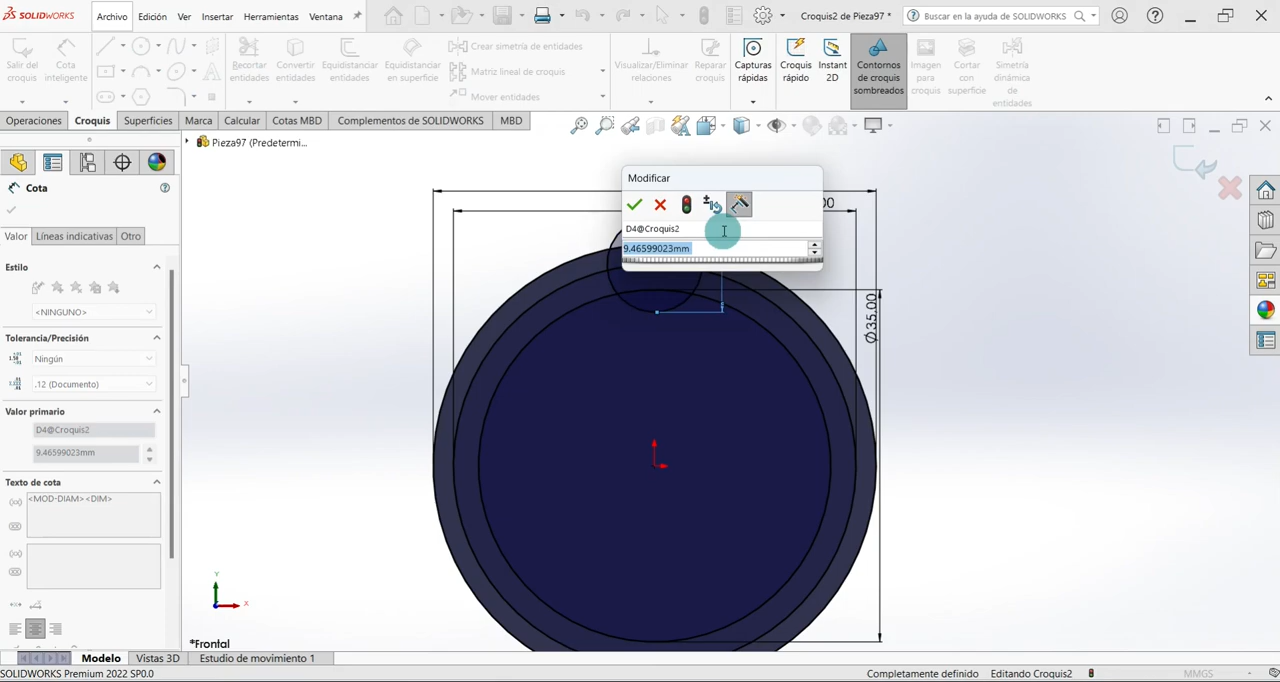 SOLIDWORKS
Archivo Edición Ver Insertar Herramientas Ventana
Croquis2 de Pieza97 *
Buscar en la ayuda de SOLIDWORKS
Salir del croquis
Cota inteligente
Recortar entidades
Convertir entidades
Equidistanciar entidades
Equidistanciar en superficie
Crear simetría de entidades
Matriz lineal de croquis
Mover entidades
Visualizar/Eliminar relaciones
Reparar croquis
Capturas rápidas
Croquis rápido
Instant 2D
Contornos de croquis sombreados
Imagen para croquis
Cortar con superficie
Simetría dinámica de entidades
Operaciones Croquis Superficies Marca Calcular Cotas MBD Complementos de SOLIDWORKS MBD
Pieza97 (Predetermi...
Cota
Valor Líneas indicativas Otro
Estilo
<NINGUNO>
Tolerancia/Precisión
Ningún
.12 (Documento)
Valor primario
D4@Croquis2
9.46599023mm
Texto de cota
<MOD-DIAM><DIM>
Modificar
D4@Croquis2
9.46599023mm
Ø35.00
Y
X
*Frontal
Modelo Vistas 3D Estudio de movimiento 1
SOLIDWORKS Premium 2022 SP0.0
Completamente definido Editando Croquis2 MMGS